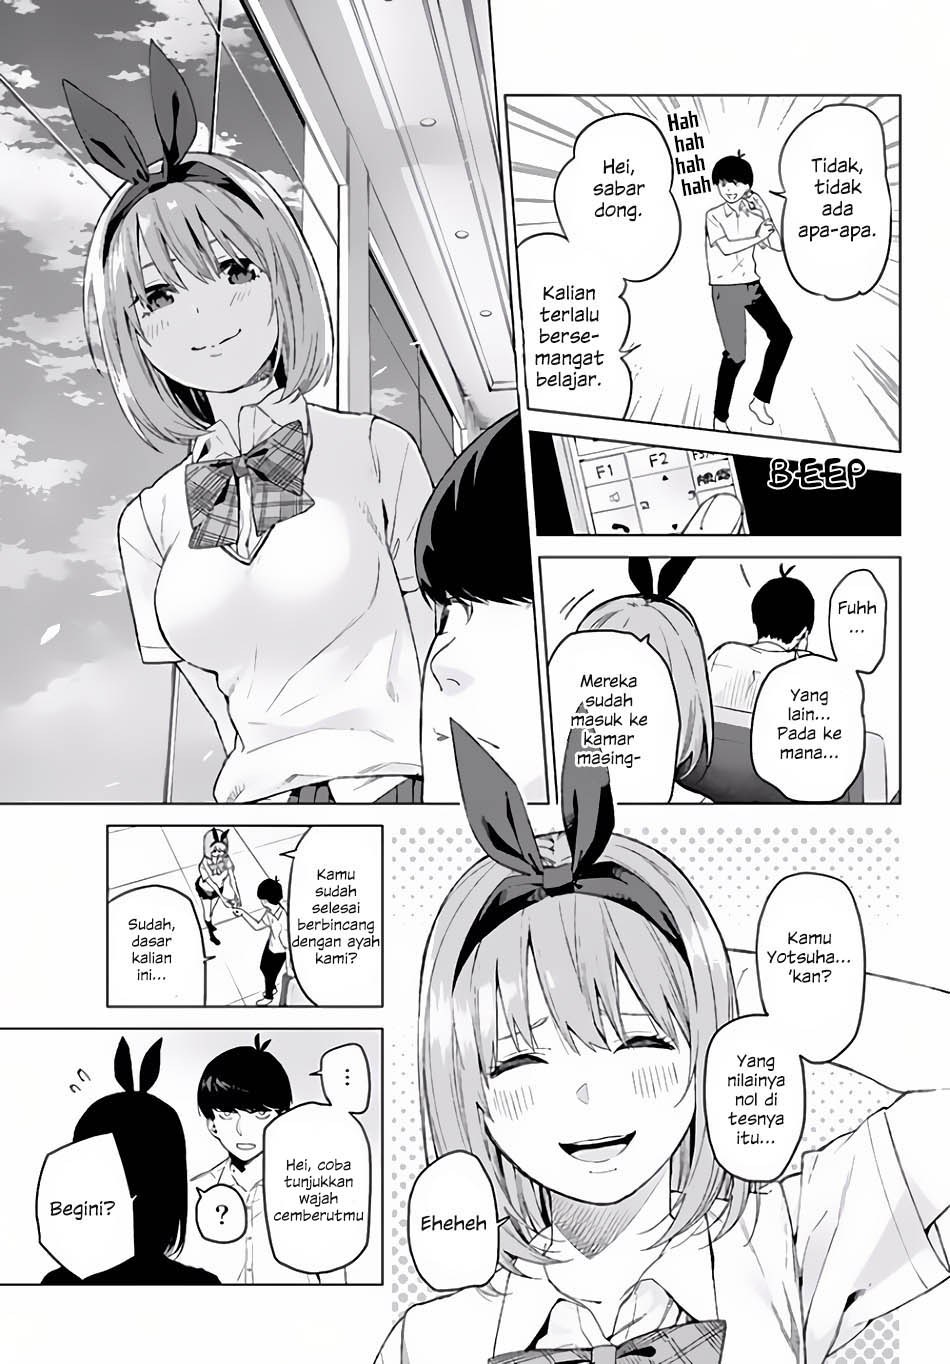 Tidak,
tidak
ada
apa-apa.
Hah
hah
hah
hah
Hei,
sabar
dong.
Kalian
terlalu
berse-
mangat
belajar.
F1
F2
B-EEP
Fuhh
...
Yang
lain...
Pada ke
mana...
Mereka
sudah
masuk ke
kamar
masing-
Kamu
sudah
selesai
berbincang
dengan ayah
kami?
Sudah,
dasar
kalian
ini...
Kamu
Yotsuha...
'kan?
Yang
nilainya
nol di
tesnya
itu...
Eheheh
...
Hei, coba
tunjukkan
wajah
cemberutmu
?
Begini?